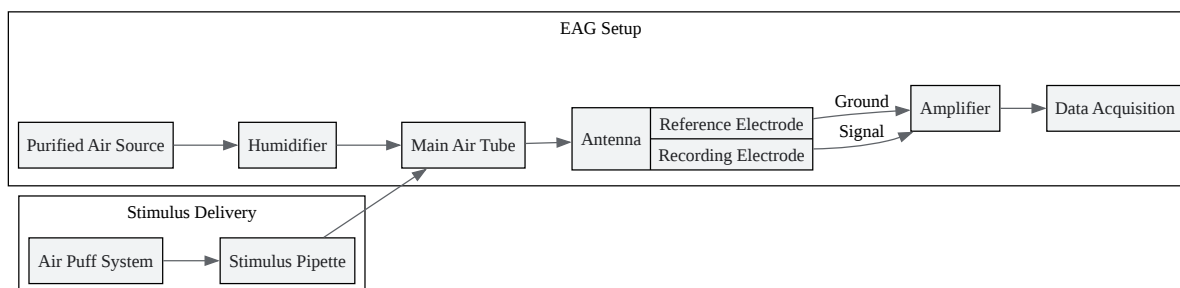 EAG Setup
Purified Air Source
Humidifier
Main Air Tube
Antenna
Reference Electrode
Recording Electrode
Ground
Signal
Amplifier
Data Acquisition
Stimulus Delivery
Air Puff System
Stimulus Pipette